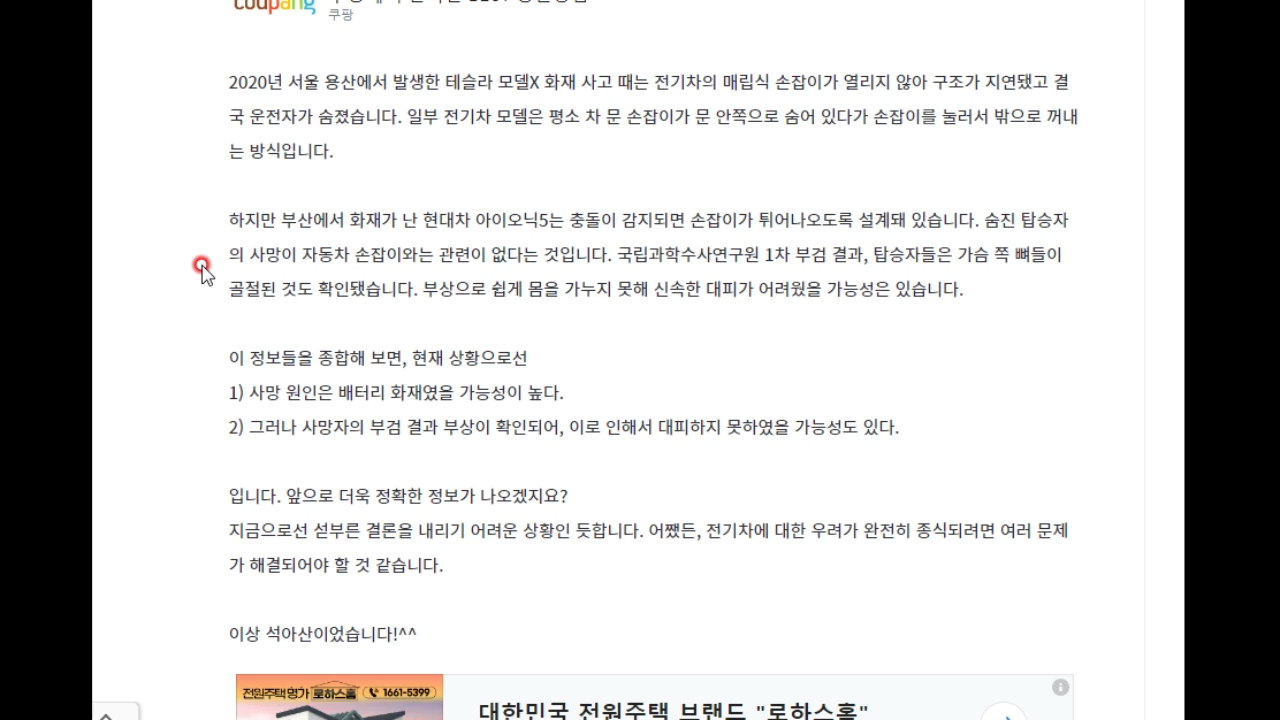 coupang
쿠팡
2020년 서울 용산에서 발생한 테슬라 모델X 화재 사고 때는 전기차의 매립식 손잡이가 열리지 않아 구조가 지연됐고 결
국 운전자가 숨졌습니다. 일부 전기차 모델은 평소 차 문 손잡이가 문 안쪽으로 숨어 있다가 손잡이를 눌러서 밖으로 꺼내
는 방식입니다.
하지만 부산에서 화재가 난 현대차 아이오닉5는 충돌이 감지되면 손잡이가 튀어나오도록 설계돼 있습니다. 숨진 탑승자
의 사망이 자동차 손잡이와는 관련이 없다는 것입니다. 국립과학수사연구원 1차 부검 결과, 탑승자들은 가슴 쪽 뼈들이
골절된 것도 확인됐습니다. 부상으로 쉽게 몸을 가누지 못해 신속한 대피가 어려웠을 가능성은 있습니다.
이 정보들을 종합해 보면, 현재 상황으로선
1) 사망 원인은 배터리 화재였을 가능성이 높다.
2) 그러나 사망자의 부검 결과 부상이 확인되어, 이로 인해서 대피하지 못하였을 가능성도 있다.
입니다. 앞으로 더욱 정확한 정보가 나오겠지요?
지금으로선 섣부른 결론을 내리기 어려운 상황인 듯합니다. 어쨌든, 전기차에 대한 우려가 완전히 종식되려면 여러 문제
가 해결되어야 할 것 같습니다.
이상 석아산이었습니다!^^
전원주택명가 로하스홈 1661-5399
대한민국 전원주택 브랜드 "로하스홈"